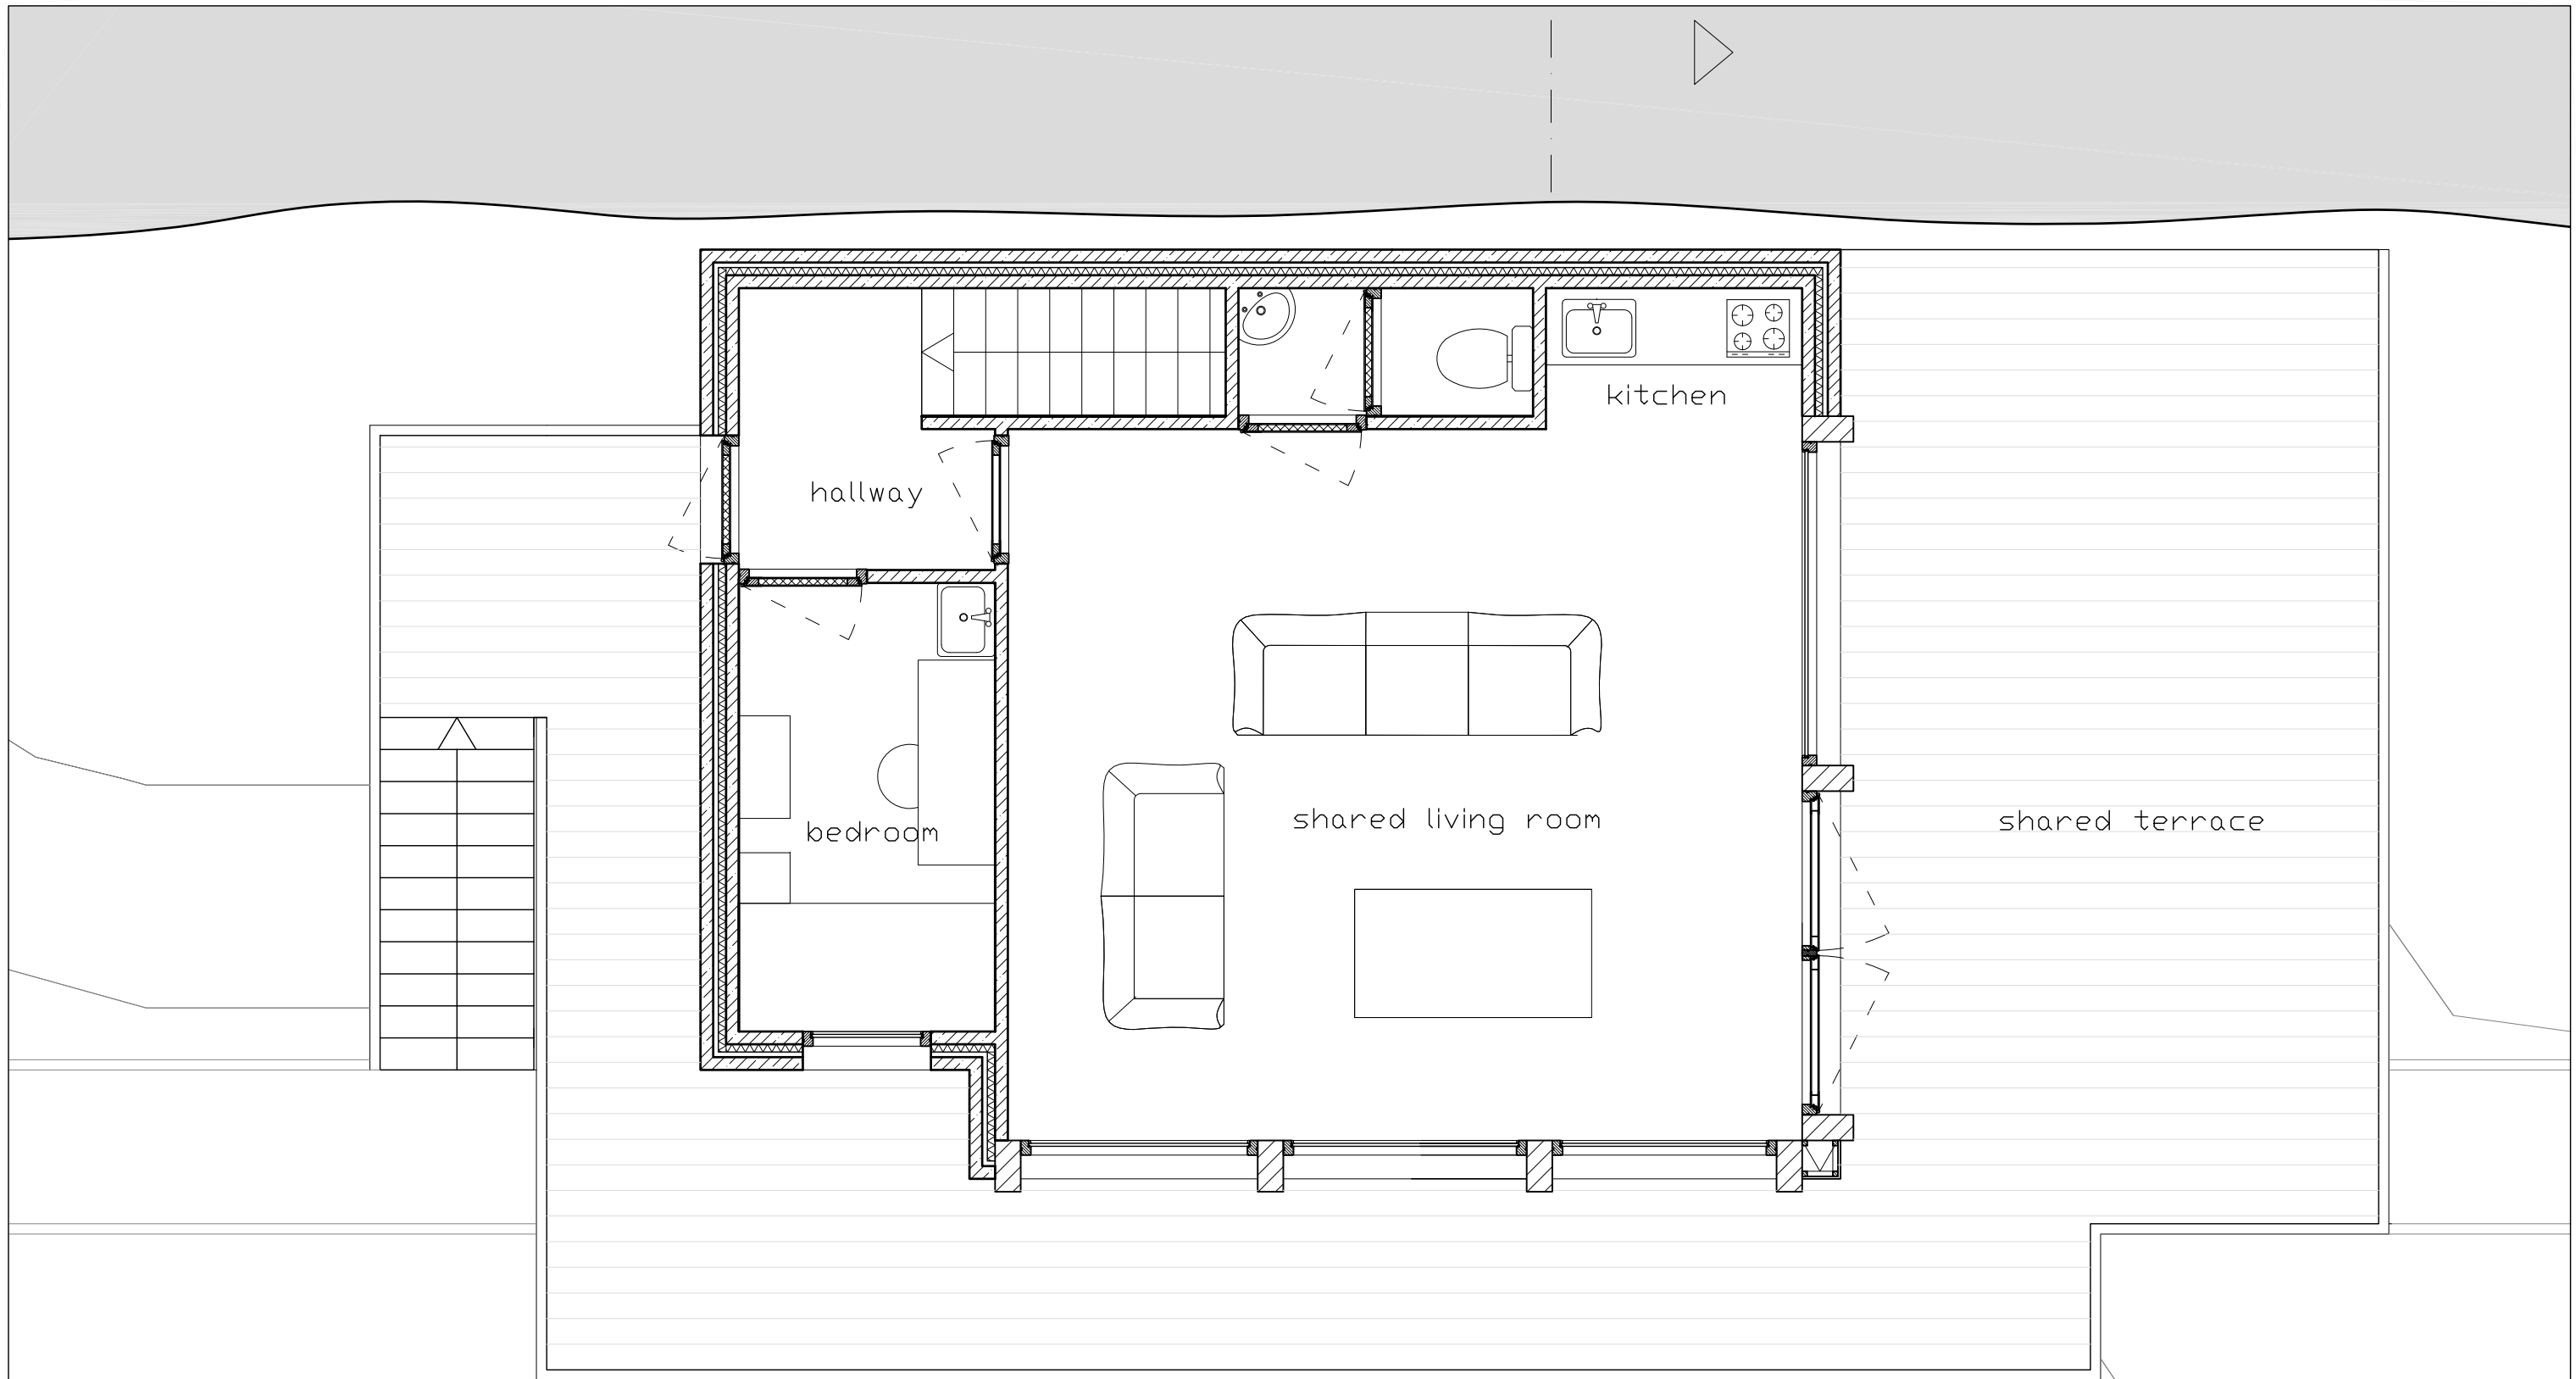 kitchen
hallway
shared living room
shared terrace
bedroom